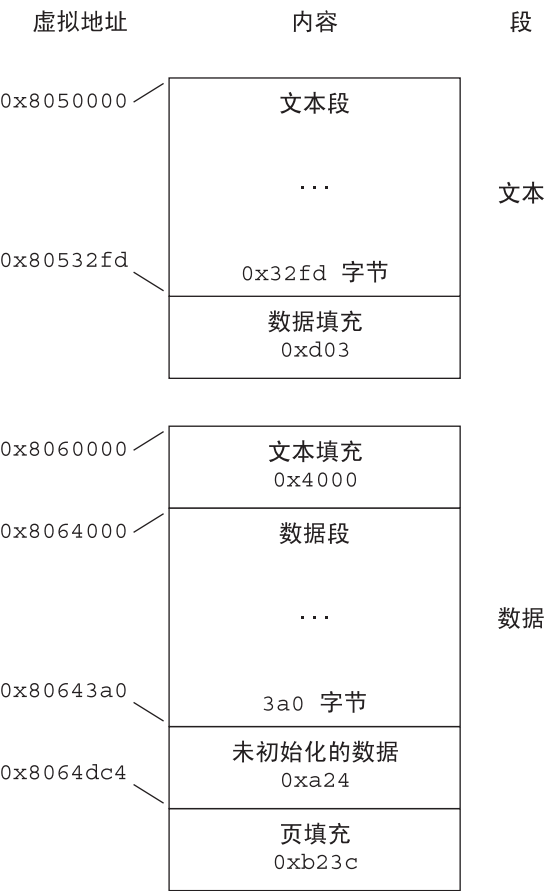 虚拟地址 内容 段
0x8050000
文本段
...
文本
0x80532fd
0x32fd 字节
数据填充
0xd03
0x8060000
文本填充
0x4000
0x8064000
数据段
...
数据
0x80643a0
3a0 字节
未初始化的数据
0xa24
0x8064dc4
页填充
0xb23c